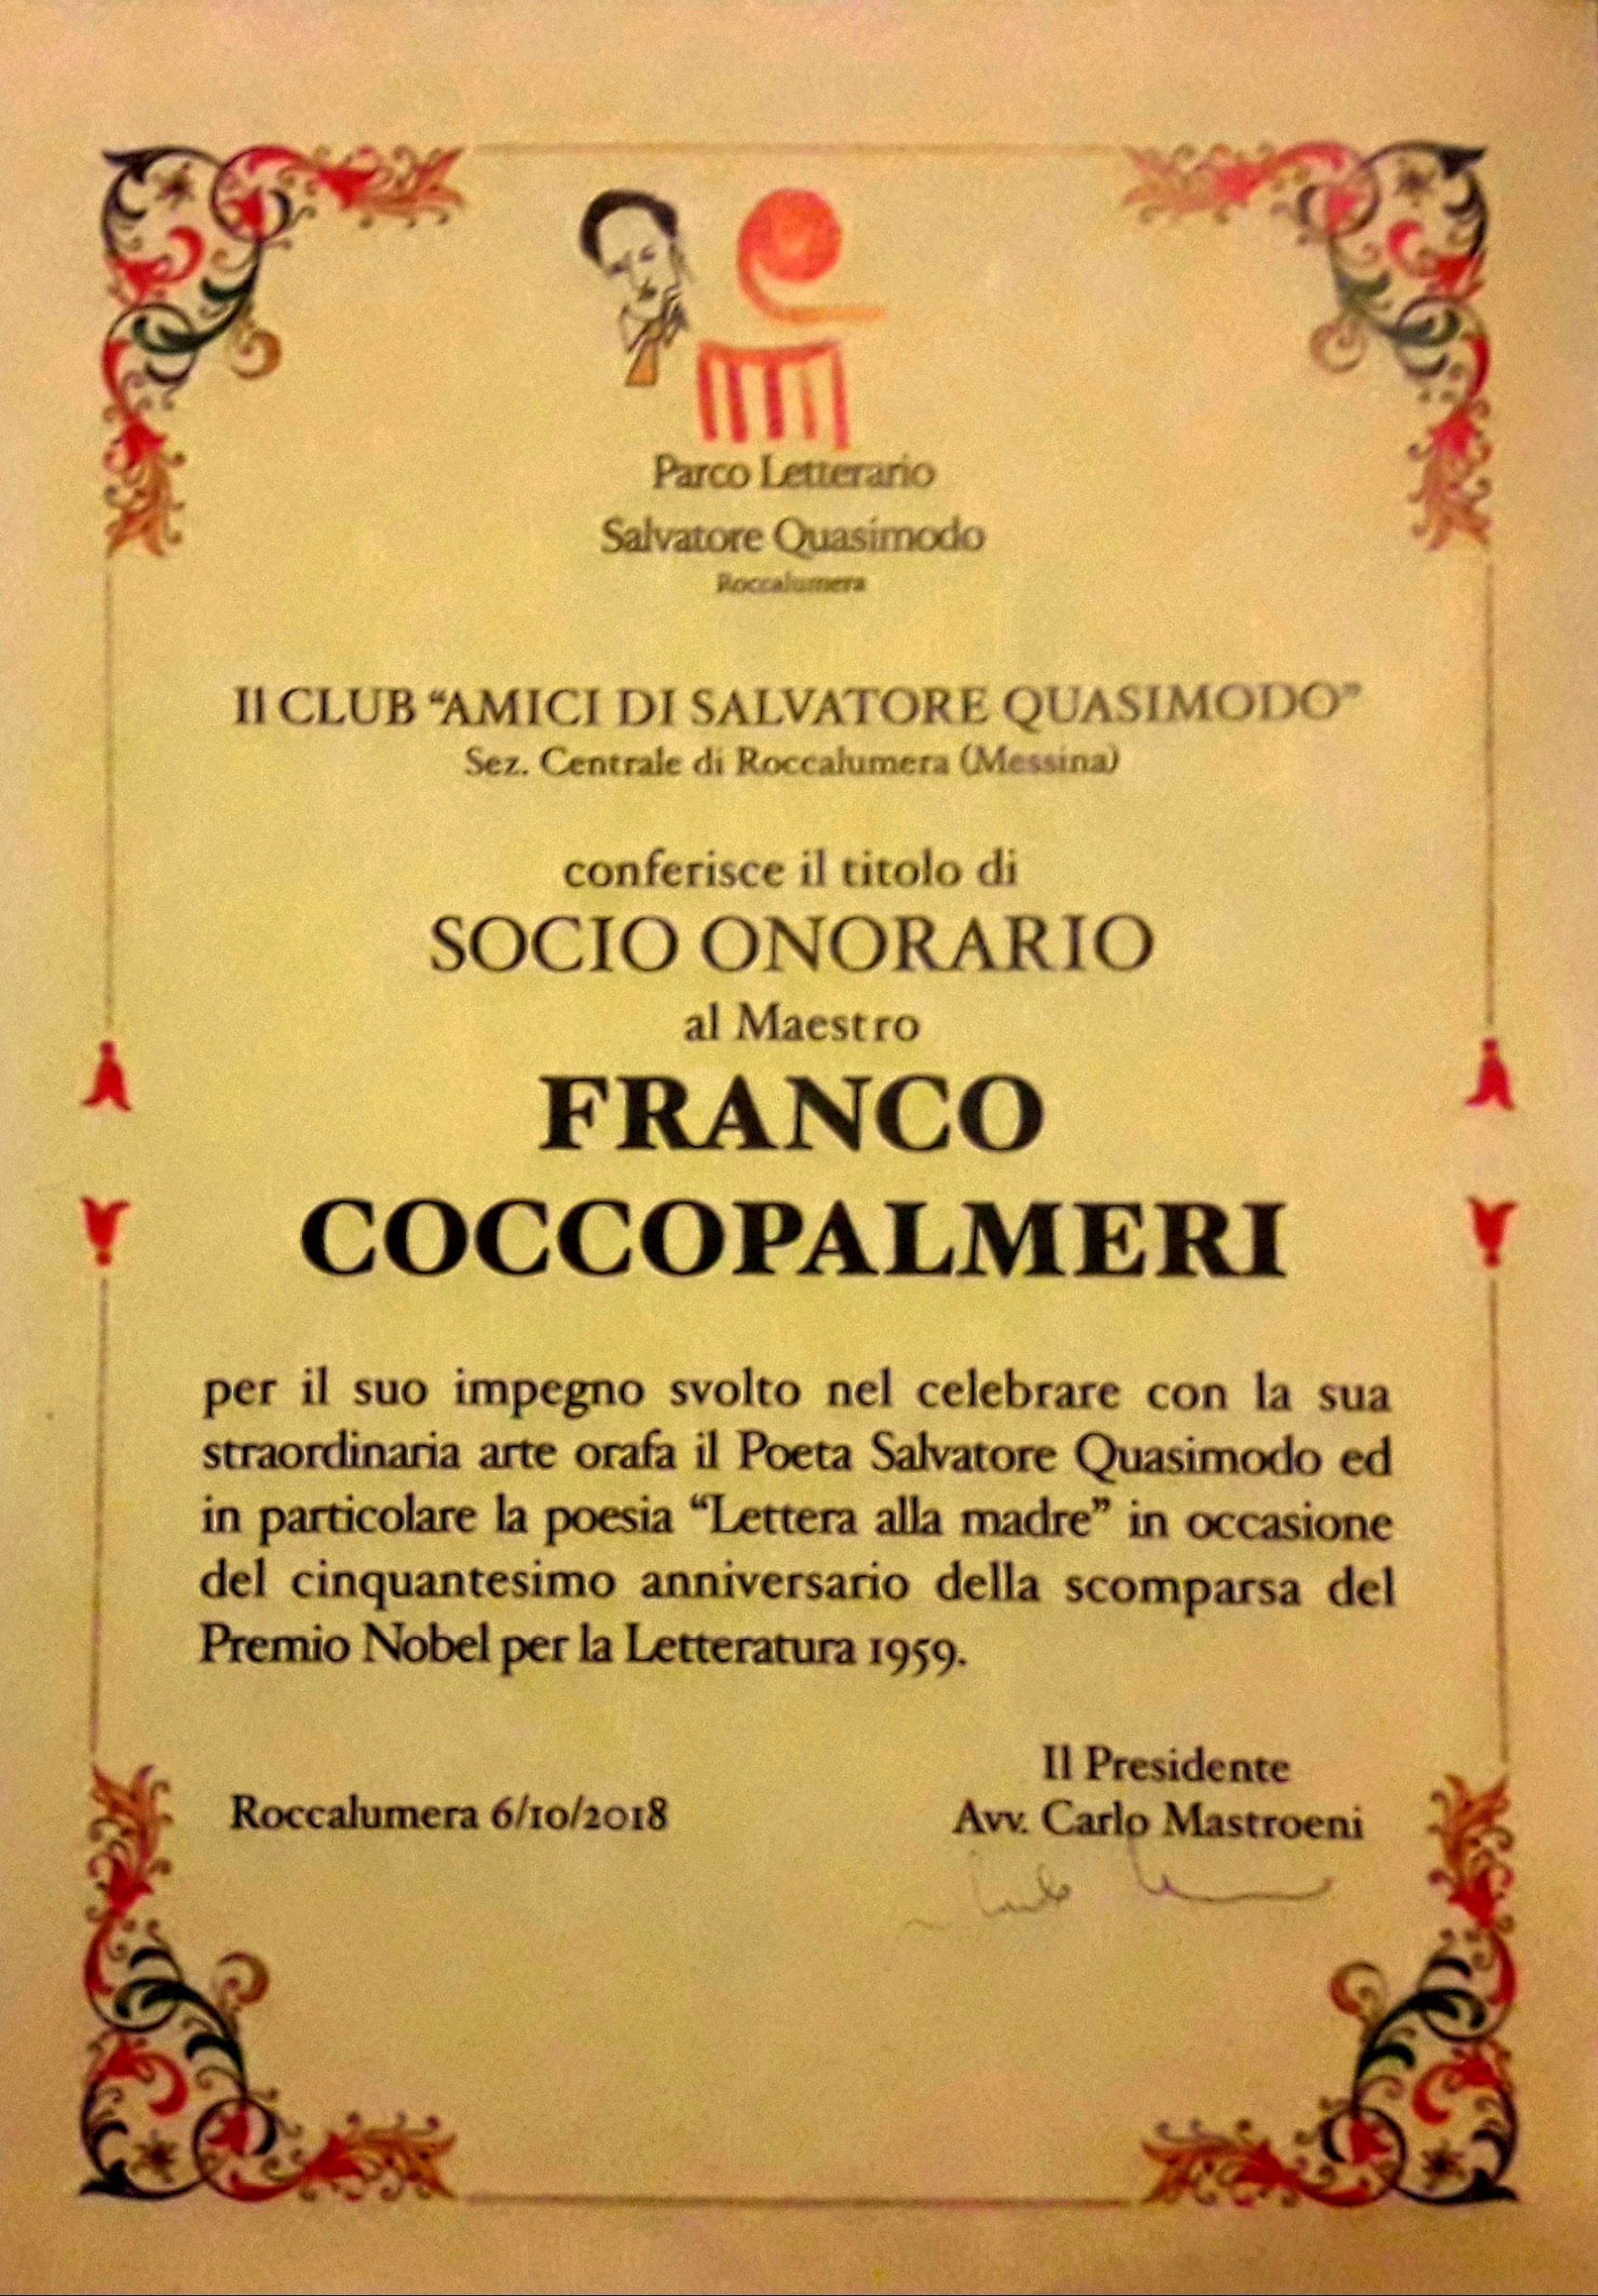 Parco Letterario
Salvatore Quasimodo
Roccalumera
Il CLUB “AMICI DI SALVATORE QUASIMODO”
Sez. Centrale di Roccalumera (Messina)
conferisce il titolo di
SOCIO ONORARIO
al Maestro
FRANCO
COCCOPALMERI
per il suo impegno svolto nel celebrare con la sua
straordinaria arte orafa il Poeta Salvatore Quasimodo ed
in particolare la poesia “Lettera alla madre” in occasione
del cinquantesimo anniversario della scomparsa del
Premio Nobel per la Letteratura 1959.
Il Presidente
Roccalumera 6/10/2018
Avv. Carlo Mastroeni